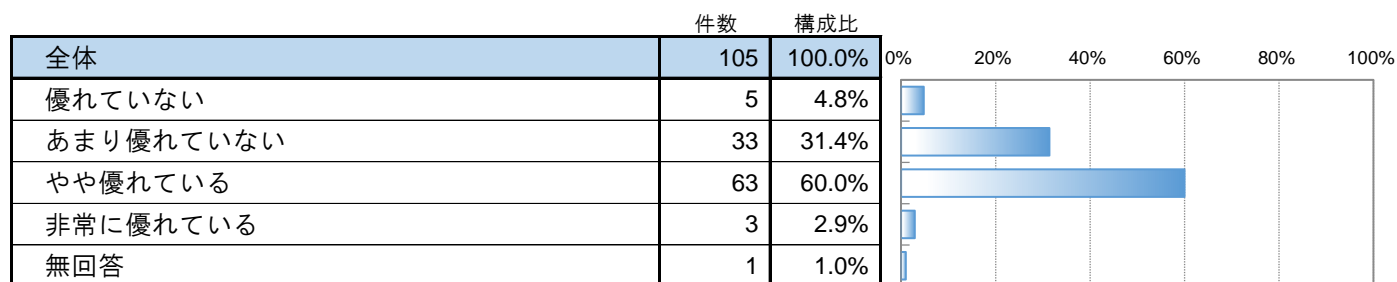 件数 構成比
全体 105 100.0% 0% 20% 40% 60% 80% 100%
優れていない 5 4.8%
あまり優れていない 33 31.4%
やや優れている 63 60.0%
非常に優れている 3 2.9%
無回答 1 1.0%